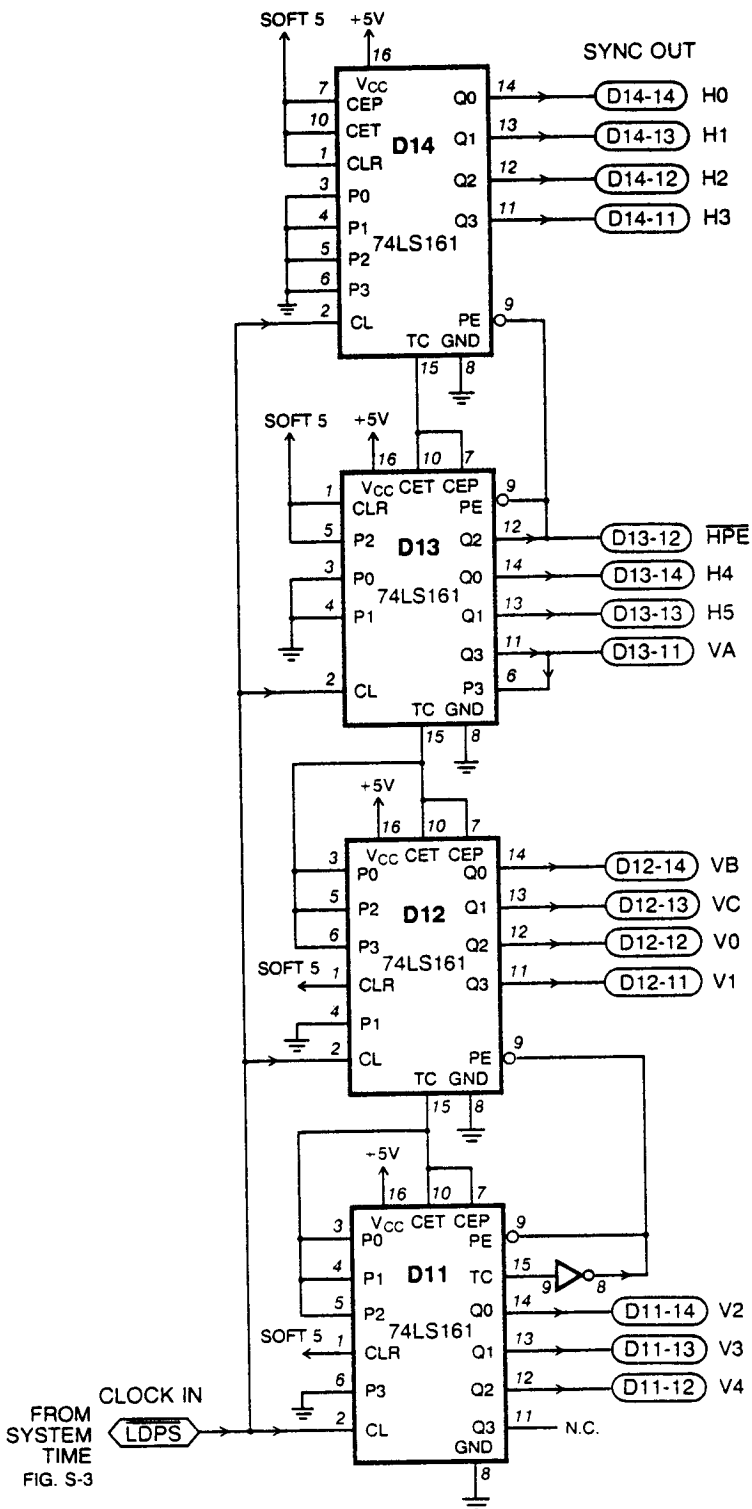 SOFT 5 +5V
16
SYNC OUT
VCC
7 CEP Q0 14 D14-14 H0
10 CET D14 Q1 13 D14-13 H1
1 CLR Q2 12 D14-12 H2
3 P0 Q3 11 D14-11 H3
4 P1
74LS161
5 P2
6 P3
2 CL PE 9
TC GND
15 8
SOFT 5 +5V
16 10 7
VCC CET CEP
1 CLR PE 9
5 P2 D13 Q2 12 D13-12 HPE
3 P0 74LS161 Q0 14 D13-14 H4
4 P1 Q1 13 D13-13 H5
Q3 11 D13-11 VA
2 CL P3 6
TC GND
15 8
+5V
16 10 7
VCC CET CEP
3 P0 Q0 14 D12-14 VB
5 P2 D12 Q1 13 D12-13 VC
6 P3 Q2 12 D12-12 V0
74LS161
SOFT 5 1 CLR Q3 11 D12-11 V1
4 P1
2 CL PE 9
TC GND
15 8
+5V
16 10 7
VCC CET CEP
3 P0 PE 9
4 P1 D11 TC 15 9 8
5 P2 Q0 14 D11-14 V2
74LS161
SOFT 5 1 CLR Q1 13 D11-13 V3
6 P3 Q2 12 D11-12 V4
2 CL Q3 11 N.C.
GND
8
CLOCK IN
FROM
SYSTEM LDPS
TIME
FIG. S-3